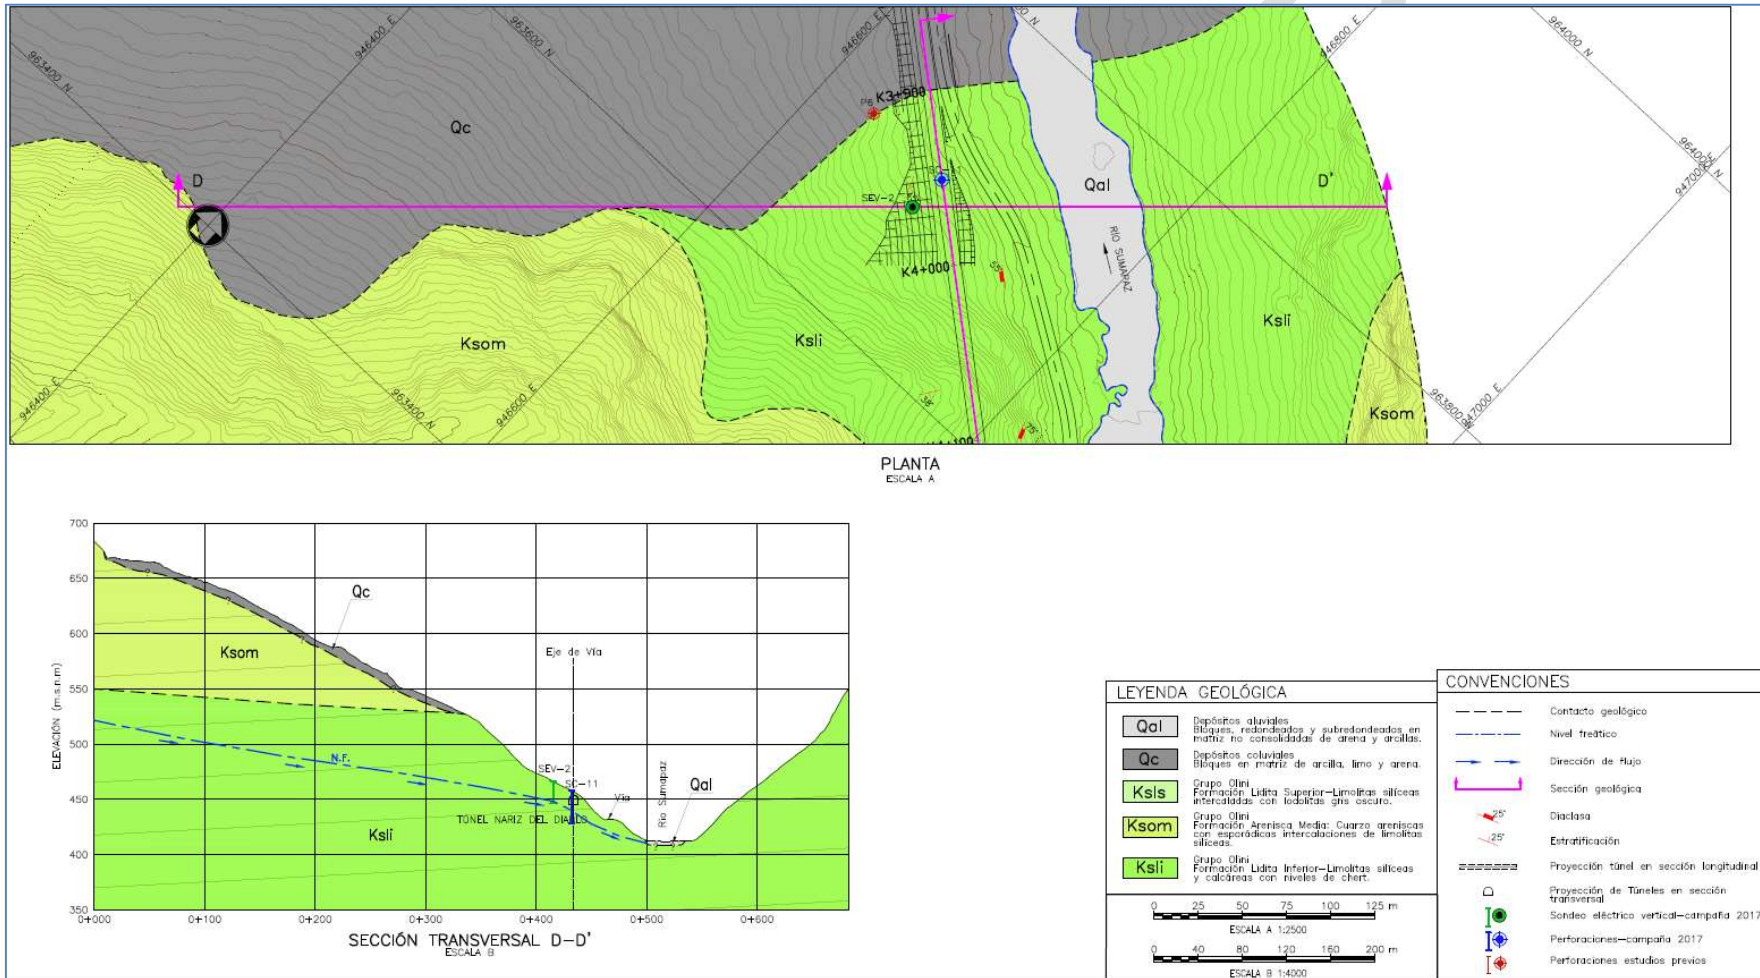 946400 E
963600 N
946600 E
946800 E
964000 N
963400 N
K3+900
Qc
964000 N
947000 E
D
SEV-2
Qal
D'
RÍO SUMAPAZ
K4+000
55°
Ksom
Ksli
Ksli
38°
75°
Ksom
946400 E
963400 N
946600 E
963800 N
947000 E
PLANTA
ESCALA A
700
650
600
550
500
450
400
350
ELEVACIÓN (m.s.n.m)
Qc
Ksom
Eje de Vía
N.F.
SEV-2
SC-11
Vía
Río Sumapaz
Qal
TÚNEL NARIZ DEL DIABLO
Ksli
0+000
0+100
0+200
0+300
0+400
0+500
0+600
SECCIÓN TRANSVERSAL D-D'
ESCALA B
LEYENDA GEOLÓGICA
Qal
Depósitos aluviales
Bloques, redondeados y subredondeados en
matriz no consolidadas de arena y arcillas.
Qc
Depósitos coluviales
Bloques en matriz de arcilla, limo y arena.
Ksls
Grupo Olini
Formación Lidita Superior-Limolitas silíceas
intercaladas con lodolitas gris oscuro.
Ksom
Grupo Olini
Formación Arenisca Media: Cuarzo areniscas
con esporádicas intercalaciones de limolitas
silíceas.
Ksli
Grupo Olini
Formación Lidita Inferior-Limolitas silíceas
y calcáreas con niveles de chert.
0 25 50 75 100 125 m
ESCALA A 1:2500
0 40 80 120 160 200 m
ESCALA B 1:4000
CONVENCIONES
Contacto geológico
Nivel freático
Dirección de flujo
Sección geológica
25°
Diaclasa
25°
Estratificación
Proyección túnel en sección longitudinal
Proyección de Túneles en sección
transversal
Sondeo eléctrico vertical-campaña 2017
Perforaciones-campaña 2017
Perforaciones estudios previos